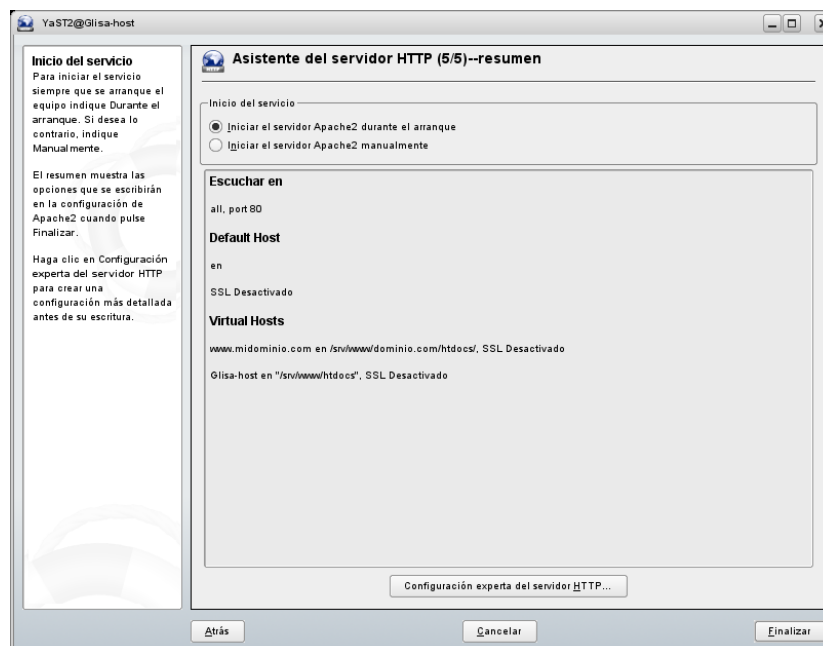 YaST2@Glisa-host
Inicio del servicio
Para iniciar el servicio
siempre que se arranque el
equipo indique Durante el
arranque. Si desea lo
contrario, indique
Manualmente.
El resumen muestra las
opciones que se escribirán
en la configuración de
Apache2 cuando pulse
Finalizar.
Haga clic en Configuración
experta del servidor HTTP
para crear una
configuración más detallada
antes de su escritura.
Asistente del servidor HTTP (5/5)--resumen
Inicio del servicio
Iniciar el servidor Apache2 durante el arranque
Iniciar el servidor Apache2 manualmente
Escuchar en
all, port 80
Default Host
en
SSL Desactivado
Virtual Hosts
www.midominio.com en /srv/www/dominio.com/htdocs/, SSL Desactivado
Glisa-host en "/srv/www/htdocs", SSL Desactivado
Configuración experta del servidor HTTP...
Atrás
Cancelar
Finalizar